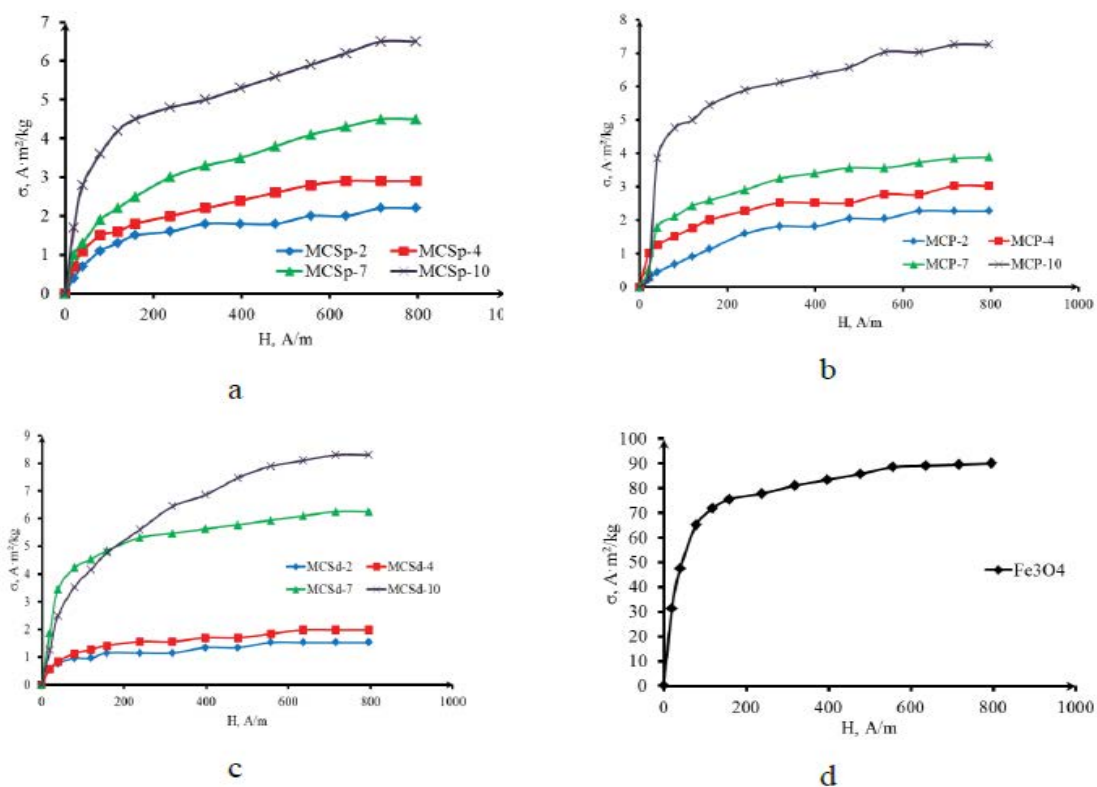 7
6
5
4
3
2
1
0
σ, A·m²/kg
0 200 400 600 800 10
H, A/m
MCSp-2 MCSp-4
MCSp-7 MCSp-10
a
8
7
6
5
4
3
2
1
0
σ, A·m²/kg
0 200 400 600 800 1000
H, A/m
MCP-2 MCP-4
MCP-7 MCP-10
b
9
8
7
6
5
4
3
2
1
0
σ, A·m²/kg
0 200 400 600 800 1000
H, A/m
MCSd-2 MCSd-4
MCSd-7 MCSd-10
c
100
90
80
70
60
50
40
30
20
10
0
σ, A·m²/kg
0 200 400 600 800 1000
H, A/m
Fe3O4
d